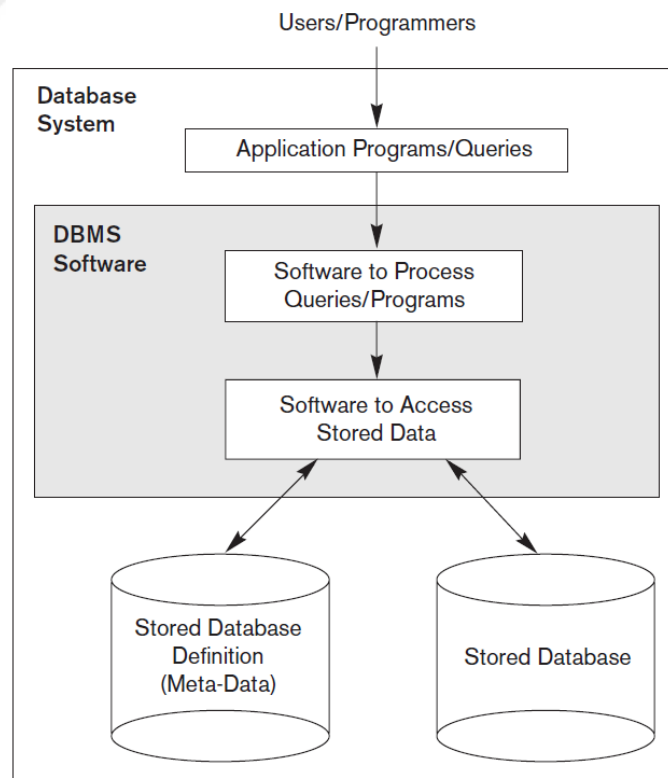 Users/Programmers
Database
System
Application Programs/Queries
DBMS
Software
Software to Process
Queries/Programs
Software to Access
Stored Data
Stored Database
Definition
(Meta-Data)
Stored Database